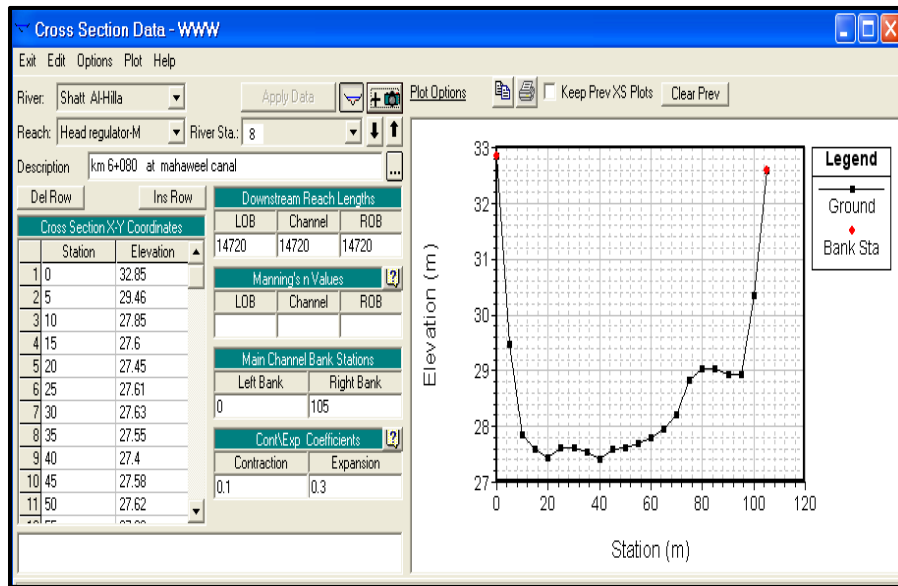 Cross Section Data - WWW
Exit Edit Options Plot Help
River: Shatt Al-Hilla Apply Data
Reach: Head regulator-M River Sta.: 8
Description km 6+080 at mahaweel canal ...
Del Row Ins Row
Cross Section X-Y Coordinates
Station Elevation
1 0 32.85
2 5 29.46
3 10 27.85
4 15 27.6
5 20 27.45
6 25 27.61
7 30 27.63
8 35 27.55
9 40 27.4
10 45 27.58
11 50 27.62
Downstream Reach Lengths
LOB Channel ROB
14720 14720 14720
Manning's n Values ?
LOB Channel ROB
Main Channel Bank Stations
Left Bank Right Bank
0 105
Cont\Exp Coefficients ?
Contraction Expansion
0.1 0.3
Plot Options Keep Prev XS Plots Clear Prev
33
32
31
30
29
28
27
Elevation (m)
0 20 40 60 80 100 120
Station (m)
Legend
Ground
Bank Sta